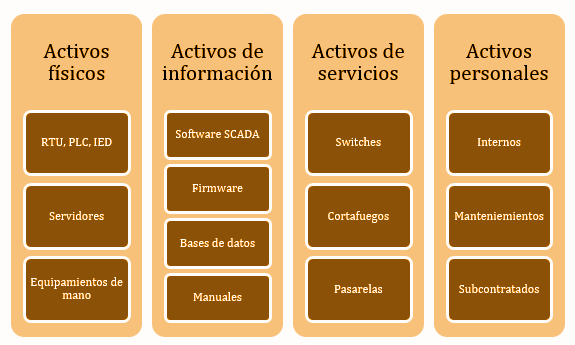 Activos
físicos
RTU, PLC, IED
Servidores
Equipamientos de
mano
Activos de
información
Software SCADA
Firmware
Bases de datos
Manuales
Activos de
servicios
Switches
Cortafuegos
Pasarelas
Activos
personales
Internos
Manteniemientos
Subcontratados